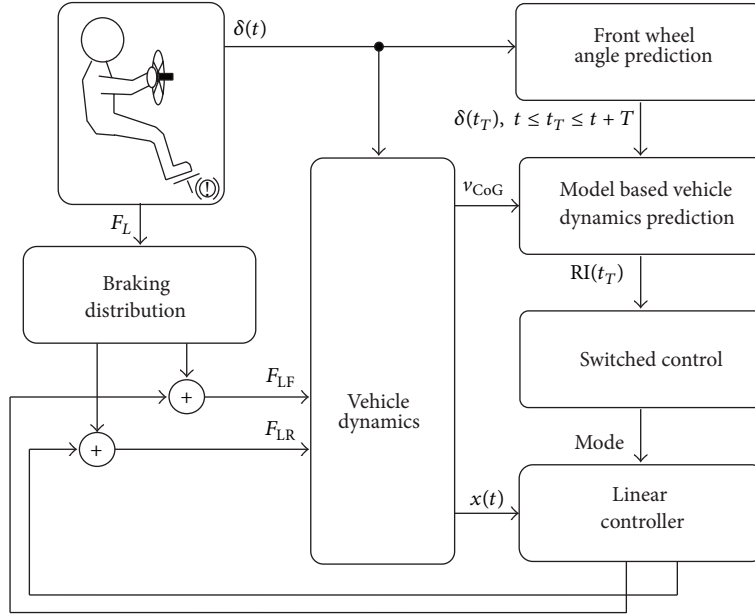 δ(t)
Front wheel
angle prediction
δ(t_T), t ≤ t_T ≤ t + T
(!)
F_L
v_CoG
Model based vehicle
dynamics prediction
Braking
distribution
RI(t_T)
Switched control
+
F_LF
Vehicle
dynamics
+
F_LR
Mode
x(t)
Linear
controller